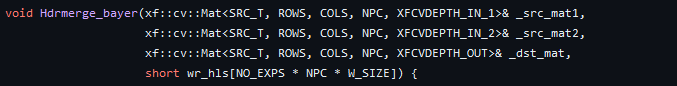 void Hdrmerge_bayer(xf::cv::Mat<SRC_T, ROWS, COLS, NPC, XFCVDEPTH_IN_1>& _src_mat1,
xf::cv::Mat<SRC_T, ROWS, COLS, NPC, XFCVDEPTH_IN_2>& _src_mat2,
xf::cv::Mat<SRC_T, ROWS, COLS, NPC, XFCVDEPTH_OUT>& _dst_mat,
short wr_hls[NO_EXPS * NPC * W_SIZE]) {